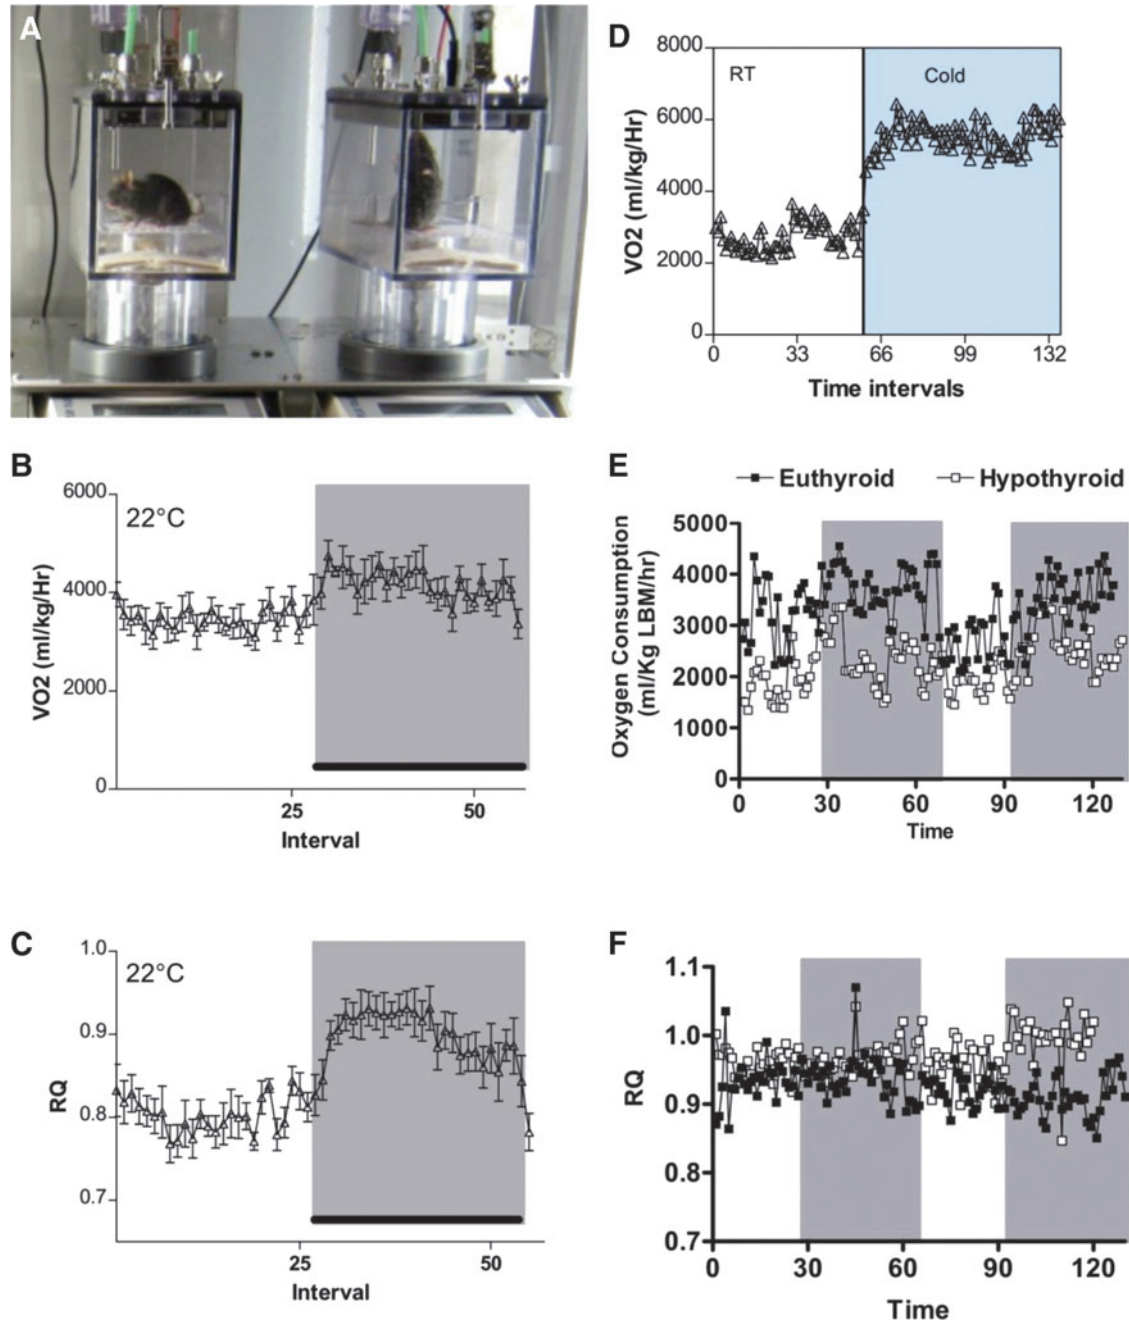 A
D
8000
6000
4000
2000
0
VO2 (ml/kg/Hr)
RT
Cold
0 33 66 99 132
Time intervals
B
6000
4000
2000
0
VO2 (ml/kg/Hr)
22°C
25 50
Interval
E
Euthyroid Hypothyroid
5000
4000
3000
2000
1000
0
Oxygen Consumption
(ml/Kg LBM/hr)
0 30 60 90 120
Time
C
1.0
0.9
0.8
0.7
RQ
22°C
25 50
Interval
F
1.1
1.0
0.9
0.8
0.7
RQ
0 30 60 90 120
Time